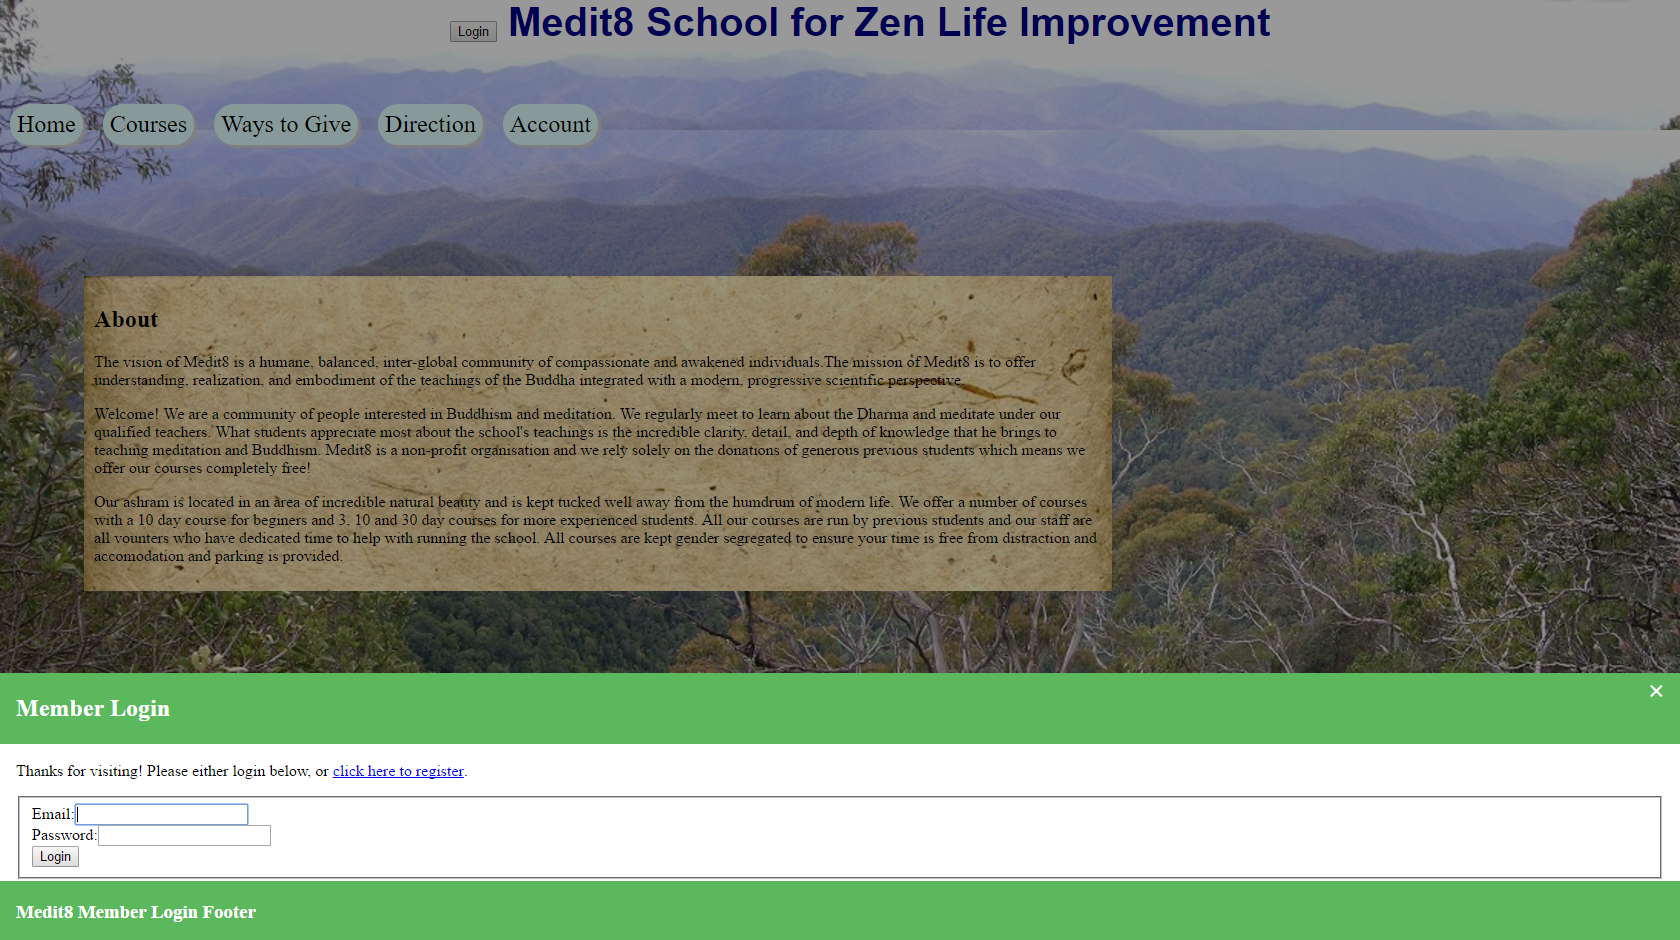 Login Medit8 School for Zen Life Improvement
Home Courses Ways to Give Direction Account
About
The vision of Medit8 is a humane, balanced, inter-global community of compassionate and awakened individuals.The mission of Medit8 is to offer
understanding, realization, and embodiment of the teachings of the Buddha integrated with a modern, progressive scientific perspective.
Welcome! We are a community of people interested in Buddhism and meditation. We regularly meet to learn about the Dharma and meditate under our
qualified teachers. What students appreciate most about the school's teachings is the incredible clarity, detail, and depth of knowledge that he brings to
teaching meditation and Buddhism. Medit8 is a non-profit organisation and we rely solely on the donations of generous previous students which means we
offer our courses completely free!
Our ashram is located in an area of incredible natural beauty and is kept tucked well away from the humdrum of modern life. We offer a number of courses
with a 10 day course for beginers and 3, 10 and 30 day courses for more experienced students. All our courses are run by previous students and our staff are
all vounters who have dedicated time to help with running the school. All courses are kept gender segregated to ensure your time is free from distraction and
accomodation and parking is provided.
Member Login ×
Thanks for visiting! Please either login below, or click here to register.
Email:
Password:
Login
Medit8 Member Login Footer